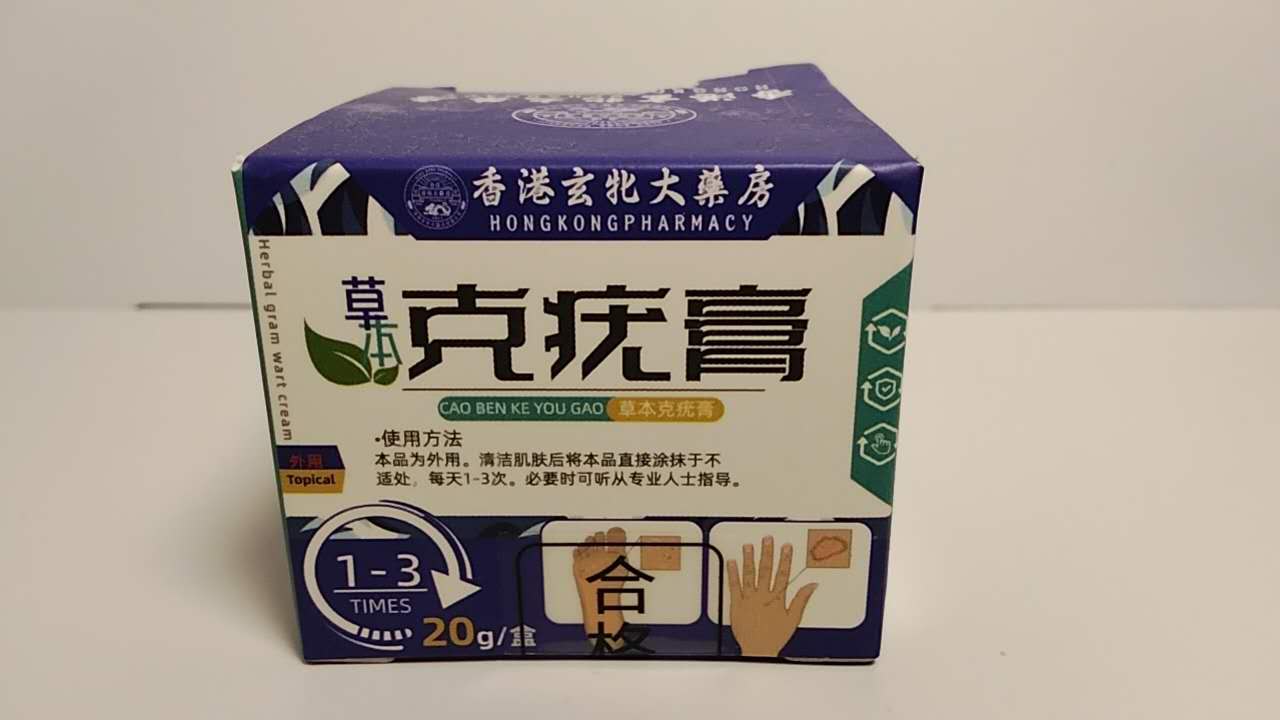 香港玄牝大藥房
HONGKONGPHARMACY
Herbal gram wart cream
草本
克疣膏
CAO BEN KE YOU GAO 草本克疣膏
•使用方法
本品为外用。清洁肌肤后将本品直接涂抹于不
适处，每天1-3次。必要时可听从专业人士指导。
外用
Topical
1-3
TIMES
20g/盒
合
格